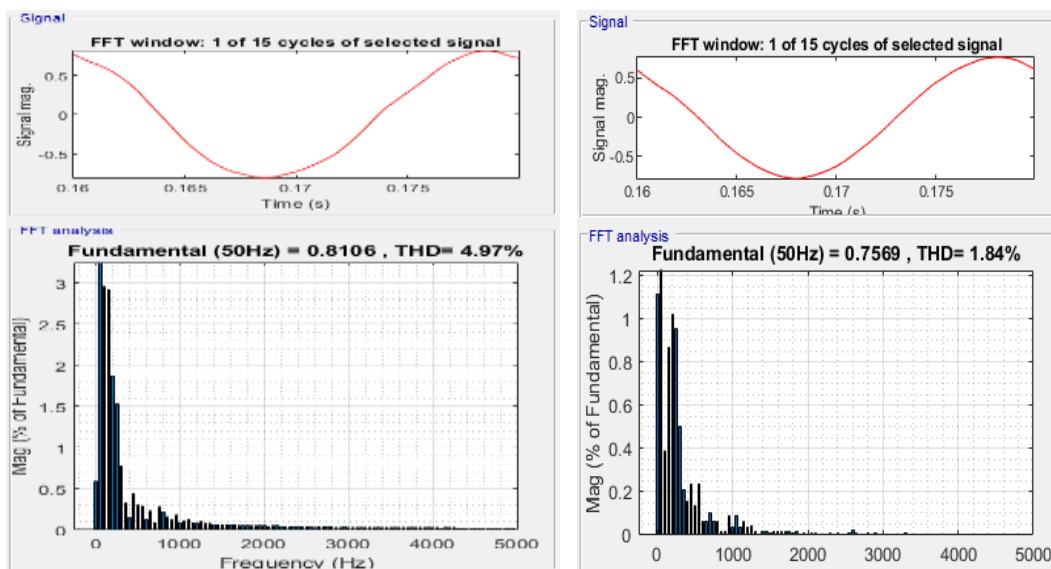 Signal
FFT window: 1 of 15 cycles of selected signal
Signal mag.
0.5
0
-0.5
0.16
0.165
0.17
0.175
Time (s)
FFT analysis
Fundamental (50Hz) = 0.8106 , THD= 4.97%
Mag (% of Fundamental)
3
2.5
2
1.5
1
0.5
0
0
1000
2000
3000
4000
5000
Frequency (Hz)
Signal
FFT window: 1 of 15 cycles of selected signal
Signal mag.
0.5
0
-0.5
0.16
0.165
0.17
0.175
Time (s)
FFT analysis
Fundamental (50Hz) = 0.7569 , THD= 1.84%
Mag (% of Fundamental)
1.2
1
0.8
0.6
0.4
0.2
0
0
1000
2000
3000
4000
5000